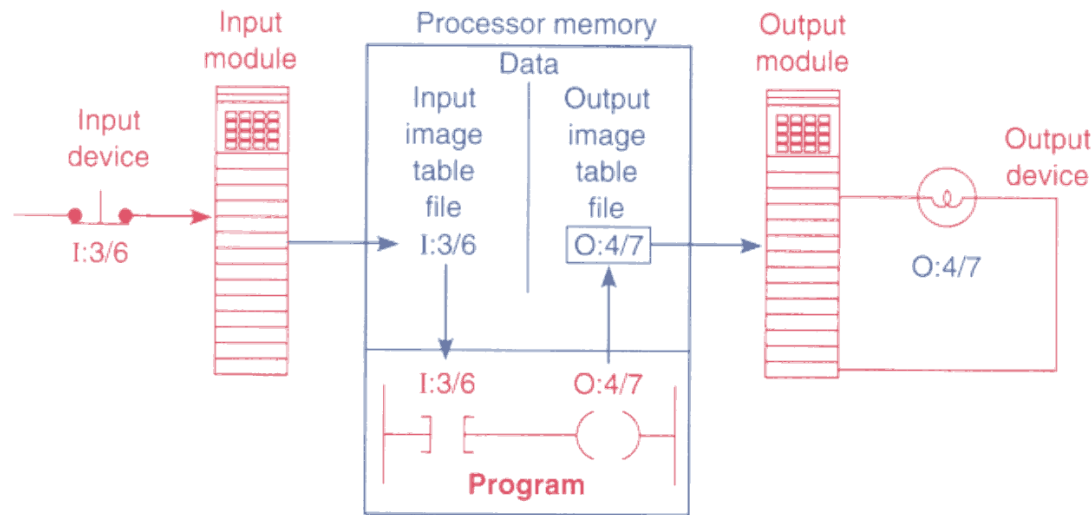 Input
module
Input
device
I:3/6
Processor memory
Data
Input
image
table
file
I:3/6
Output
image
table
file
O:4/7
I:3/6
O:4/7
Program
Output
module
Output
device
O:4/7